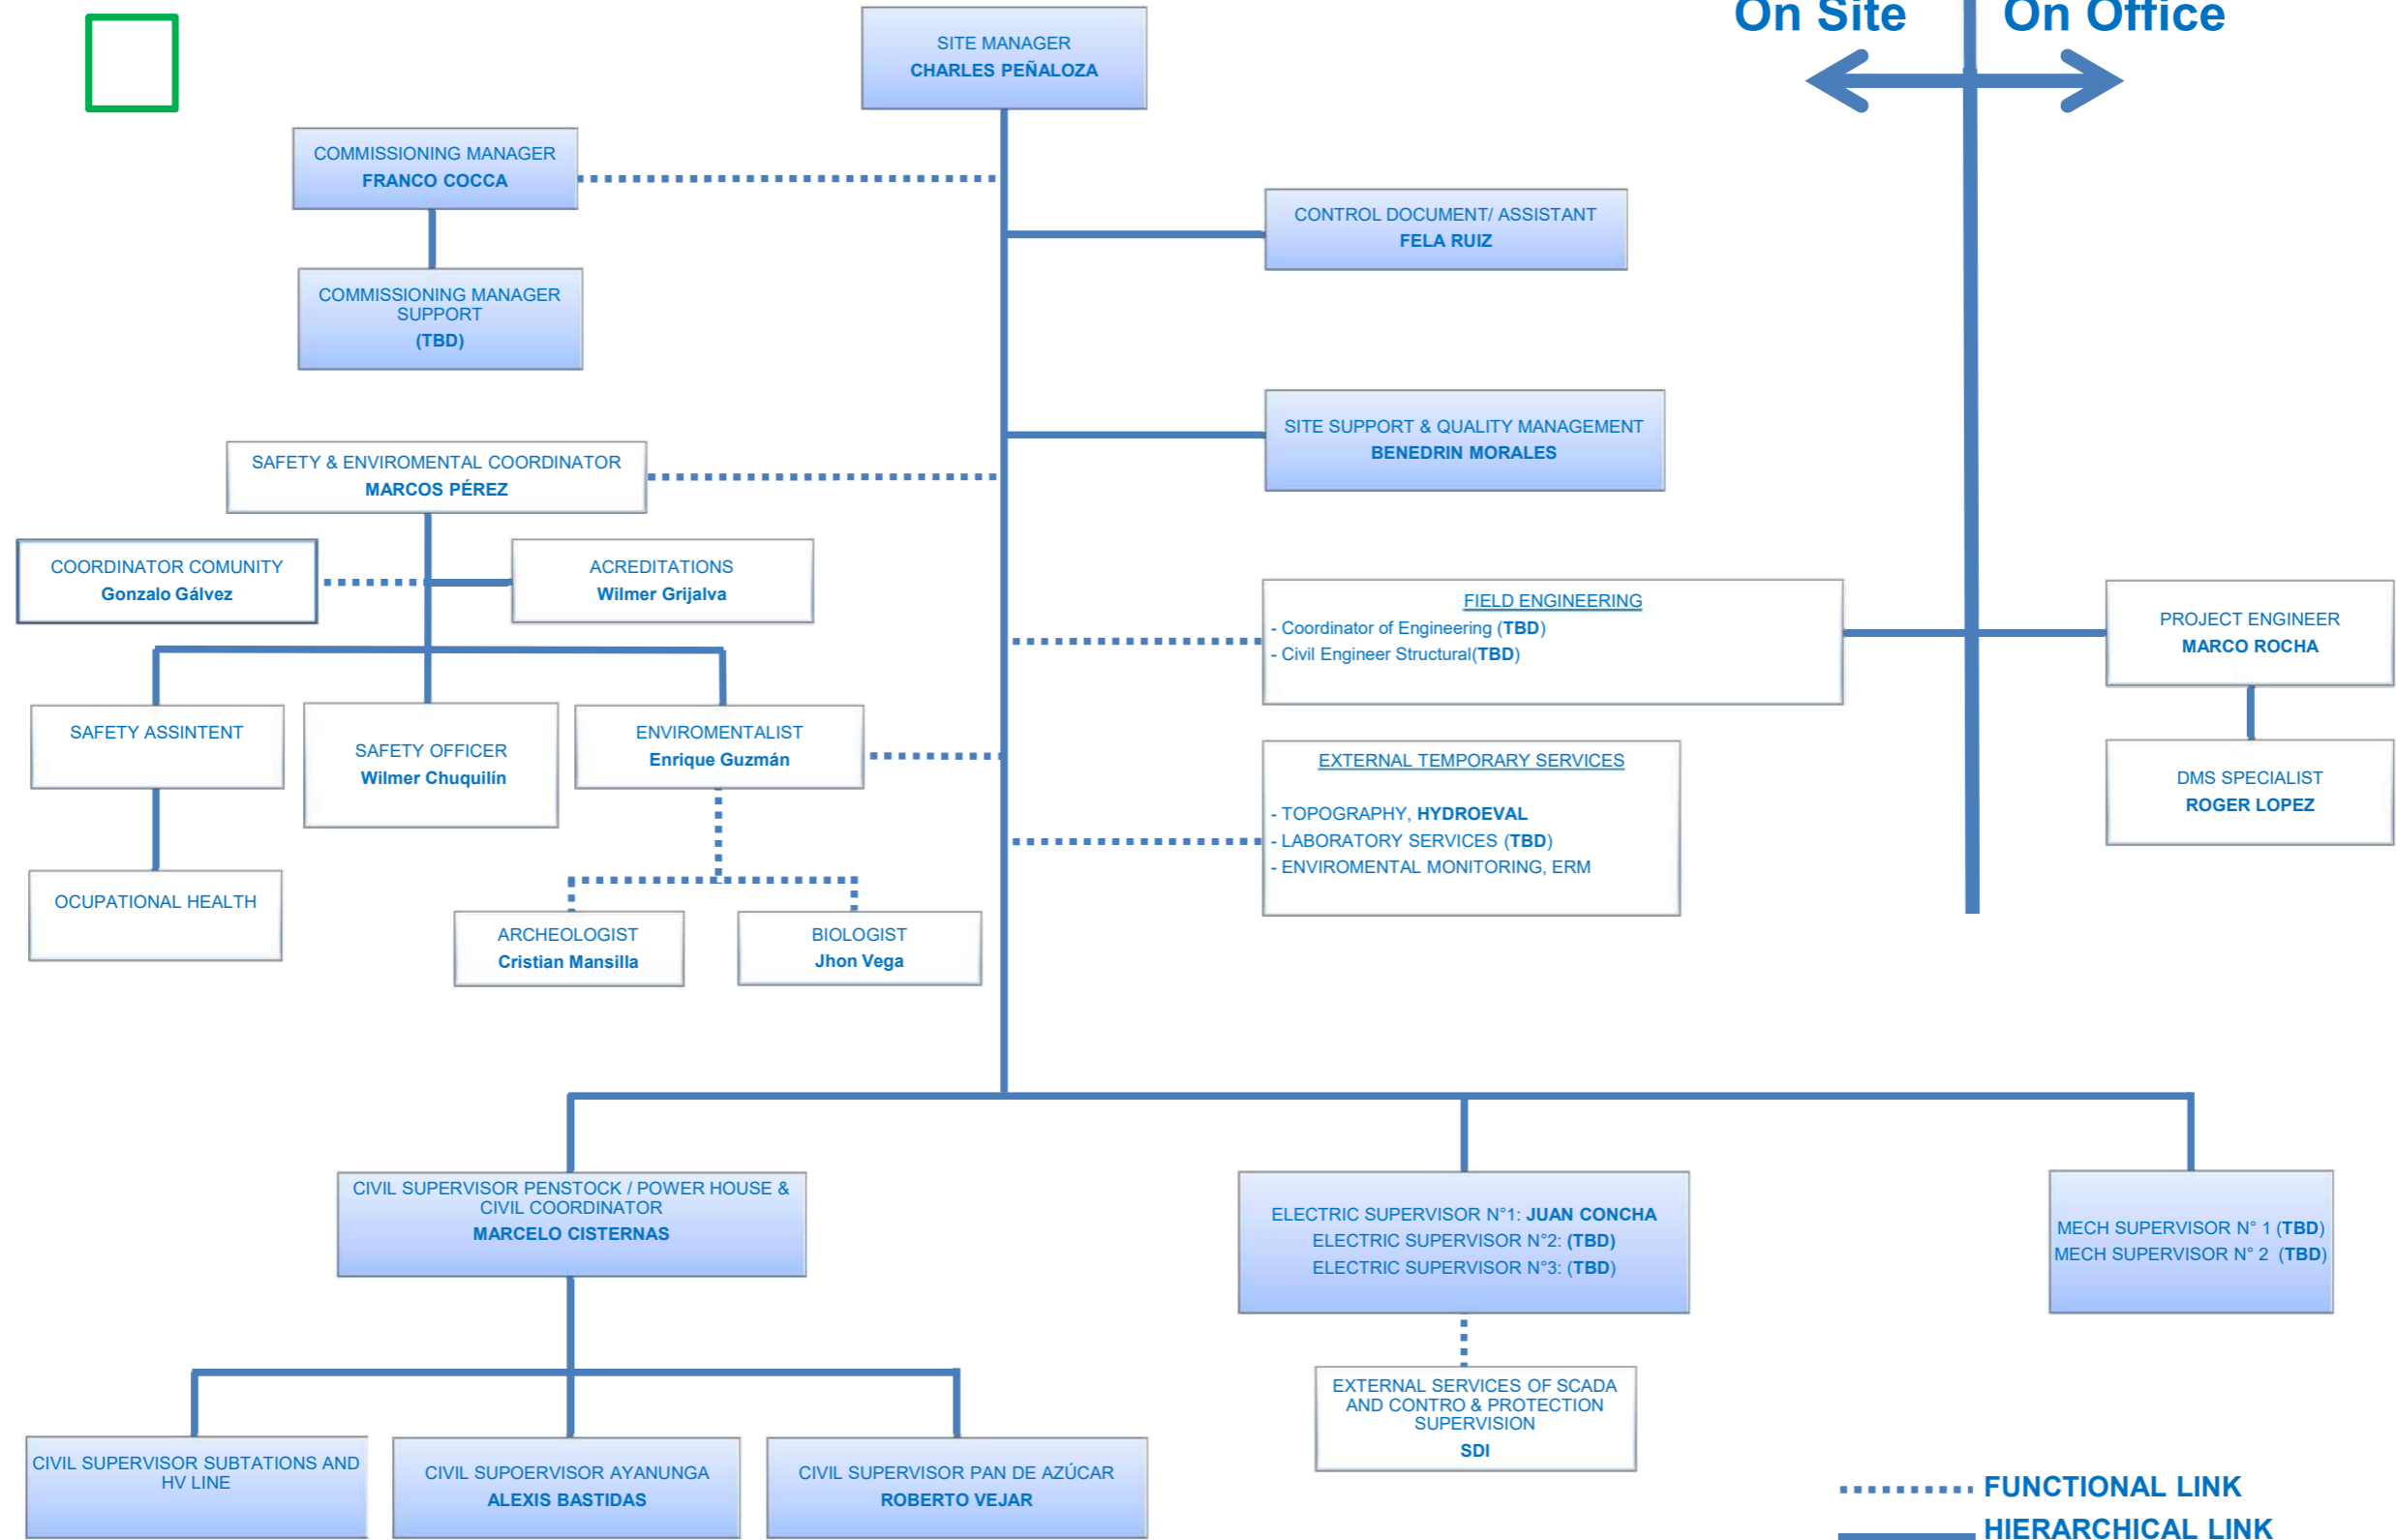 On Site
On Office
SITE MANAGER
CHARLES PEÑALOZA
COMMISSIONING MANAGER
FRANCO COCCA
CONTROL DOCUMENT/ ASSISTANT
FELA RUIZ
COMMISSIONING MANAGER
SUPPORT
(TBD)
SITE SUPPORT & QUALITY MANAGEMENT
BENEDRIN MORALES
SAFETY & ENVIROMENTAL COORDINATOR
MARCOS PÉREZ
COORDINATOR COMUNITY
Gonzalo Gálvez
ACREDITATIONS
Wilmer Grijalva
FIELD ENGINEERING
- Coordinator of Engineering (TBD)
- Civil Engineer Structural(TBD)
PROJECT ENGINEER
MARCO ROCHA
SAFETY ASSINTENT
SAFETY OFFICER
Wilmer Chuquilín
ENVIROMENTALIST
Enrique Guzmán
EXTERNAL TEMPORARY SERVICES
- TOPOGRAPHY, HYDROEVAL
- LABORATORY SERVICES (TBD)
- ENVIROMENTAL MONITORING, ERM
DMS SPECIALIST
ROGER LOPEZ
OCUPATIONAL HEALTH
ARCHEOLOGIST
Cristian Mansilla
BIOLOGIST
Jhon Vega
CIVIL SUPERVISOR PENSTOCK / POWER HOUSE &
CIVIL COORDINATOR
MARCELO CISTERNAS
ELECTRIC SUPERVISOR N°1: JUAN CONCHA
ELECTRIC SUPERVISOR N°2: (TBD)
ELECTRIC SUPERVISOR N°3: (TBD)
MECH SUPERVISOR N° 1 (TBD)
MECH SUPERVISOR N° 2 (TBD)
EXTERNAL SERVICES OF SCADA
AND CONTRO & PROTECTION
SUPERVISION
SDI
CIVIL SUPERVISOR SUBTATIONS AND
HV LINE
CIVIL SUPOERVISOR AYANUNGA
ALEXIS BASTIDAS
CIVIL SUPERVISOR PAN DE AZÚCAR
ROBERTO VEJAR
FUNCTIONAL LINK
HIERARCHICAL LINK